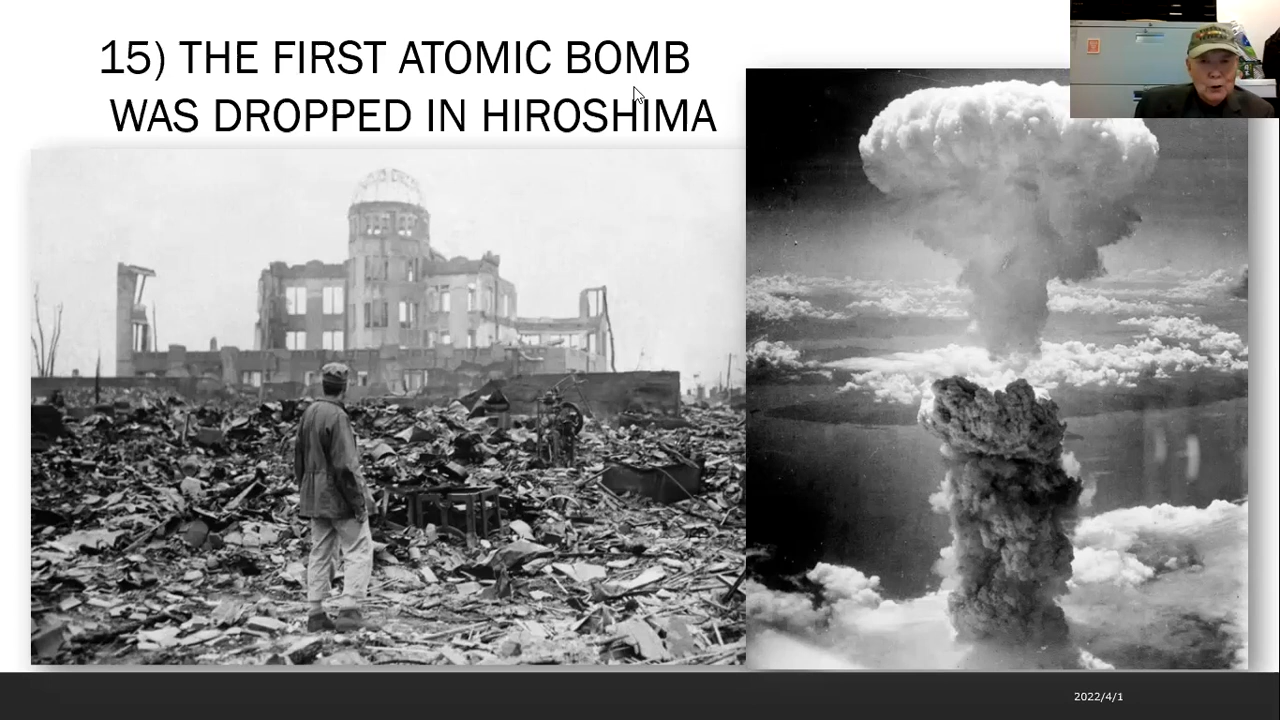 15) THE FIRST ATOMIC BOMB
WAS DROPPED IN HIROSHIMA
2022/4/1